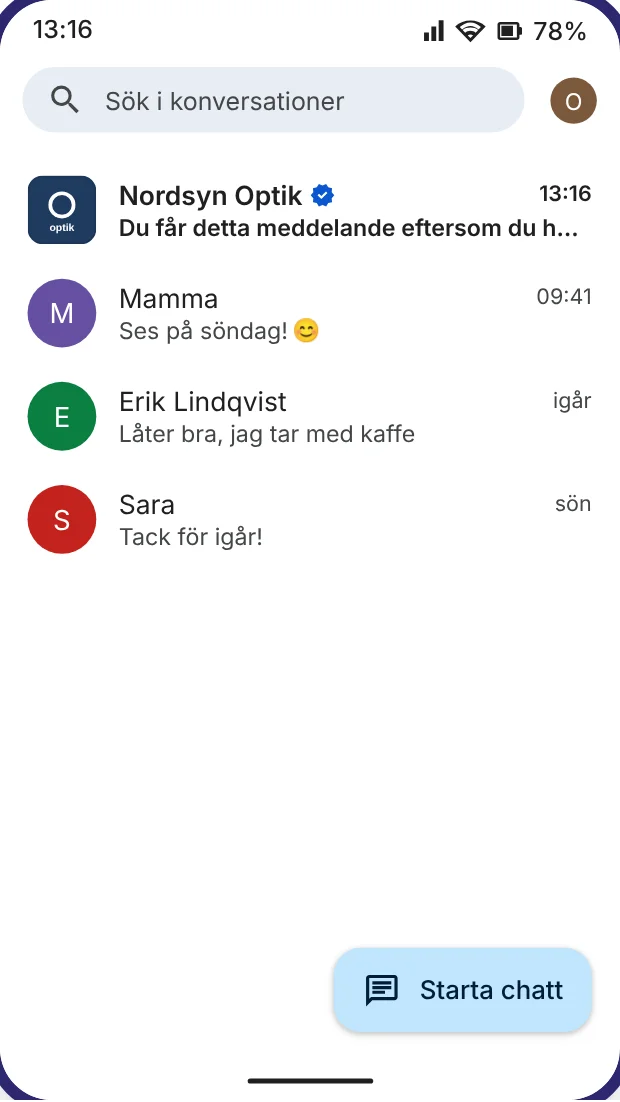 13:16 78%
Sök i konversationer O
optik
Nordsyn Optik 13:16
Du får detta meddelande eftersom du h...
M
Mamma 09:41
Ses på söndag! 😊
E
Erik Lindqvist igår
Låter bra, jag tar med kaffe
S
Sara sön
Tack för igår!
Starta chatt